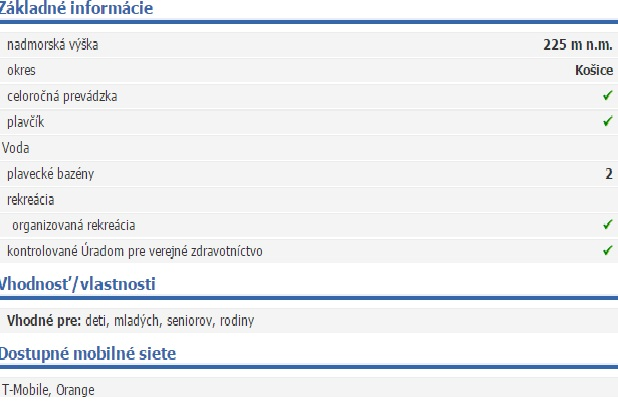 Základné informácie
nadmorská výška 225 m n.m.
okres Košice
celoročná prevádzka ✓
plavčík ✓
Voda
plavecké bazény 2
rekreácia
organizovaná rekreácia ✓
kontrolované Úradom pre verejné zdravotníctvo ✓
Vhodnosť/vlastnosti
Vhodné pre: deti, mladých, seniorov, rodiny
Dostupné mobilné siete
T-Mobile, Orange